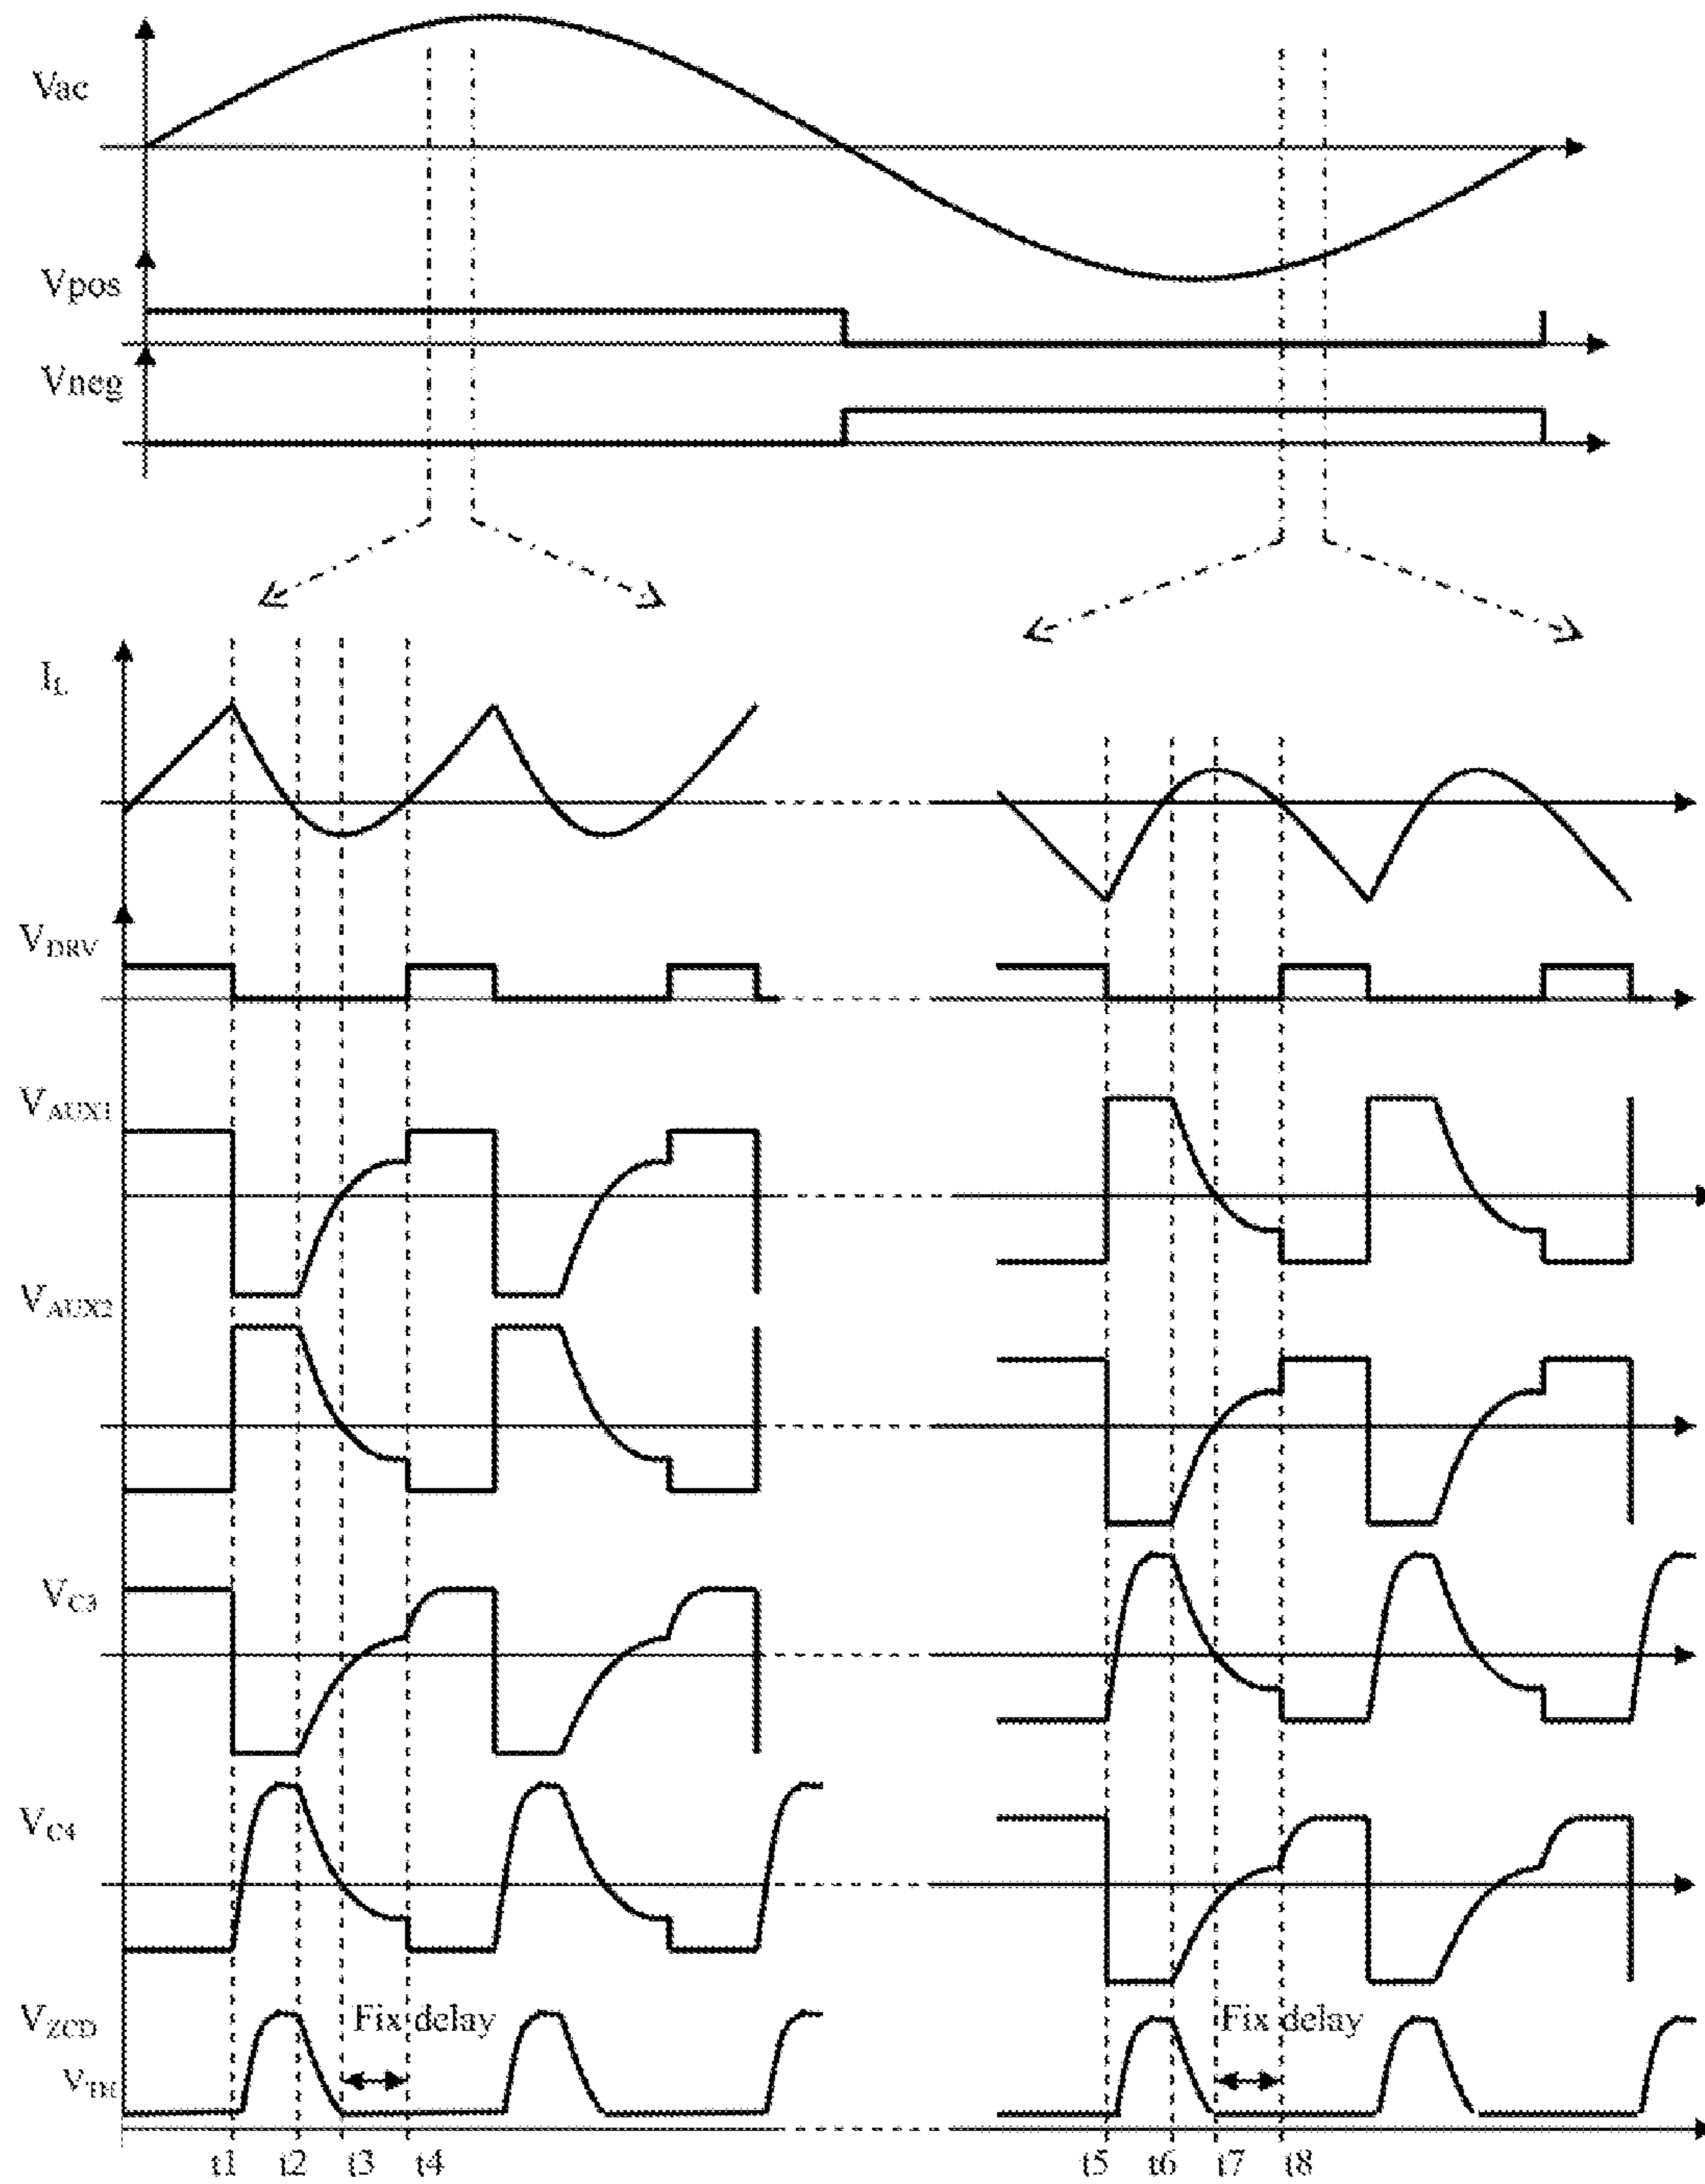 Vac
Vpos
Vneg
IL
VDRV
VAUX1
VAUX2
VC3
VC4
VZCD
Fix delay
Fix delay
VTH
t1 t2 t3 t4 t5 t6 t7 t8